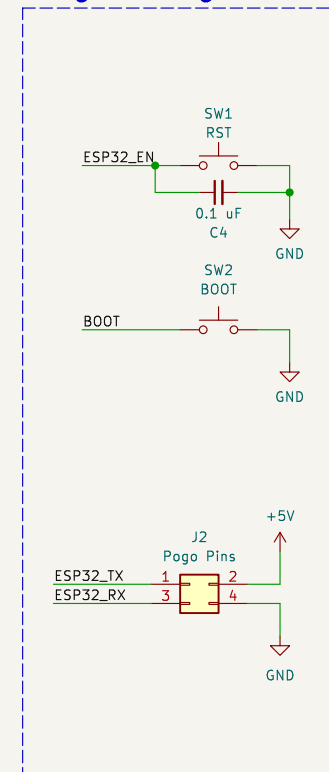 SW1
RST
ESP32_EN
0.1 uF
C4
GND
SW2
BOOT
BOOT
GND
+5V
J2
Pogo Pins
ESP32_TX 1 2
ESP32_RX 3 4
GND